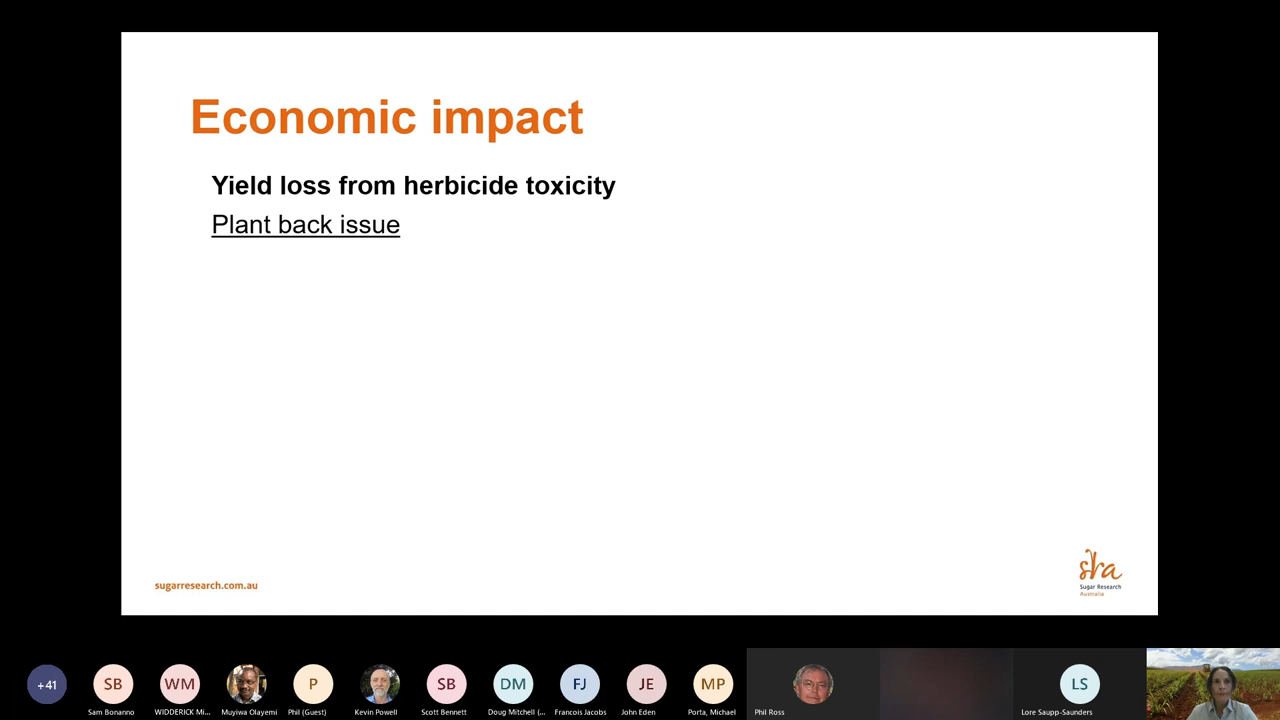 Economic impact
Yield loss from herbicide toxicity
Plant back issue
sugarresearch.com.au
sra
Sugar Research
Australia
+41
SB
WM
P
SB
DM
FJ
JE
MP
LS
Sam Bonanno
WIDDERICK Mi...
Muyiwa Olayemi
Phil (Guest)
Kevin Powell
Scott Bennett
Doug Mitchell (...
Francois Jacobs
John Eden
Porta, Michael
Phil Ross
Lore Saupp-Saunders